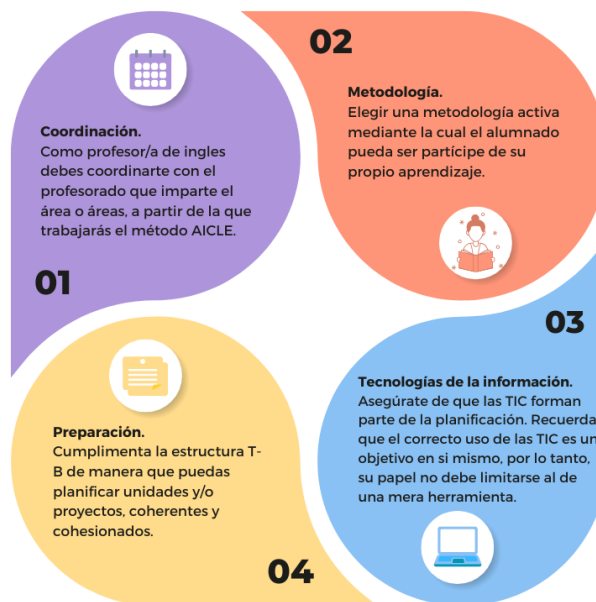 Coordinación.
Como profesor/a de ingles
debes coordinarte con el
profesorado que imparte el
área o áreas, a partir de la que
trabajarás el método AICLE.
01
02
Metodología.
Elegir una metodología activa
mediante la cual el alumnado
pueda ser partícipe de su
propio aprendizaje.
03
Tecnologías de la información.
Asegúrate de que las TIC forman
parte de la planificación. Recuerda
que el correcto uso de las TIC es un
objetivo en si mismo, por lo tanto,
su papel no debe limitarse al de
una mera herramienta.
Preparación.
Cumplimenta la estructura T-
B de manera que puedas
planificar unidades y/o
proyectos, coherentes y
cohesionados.
04